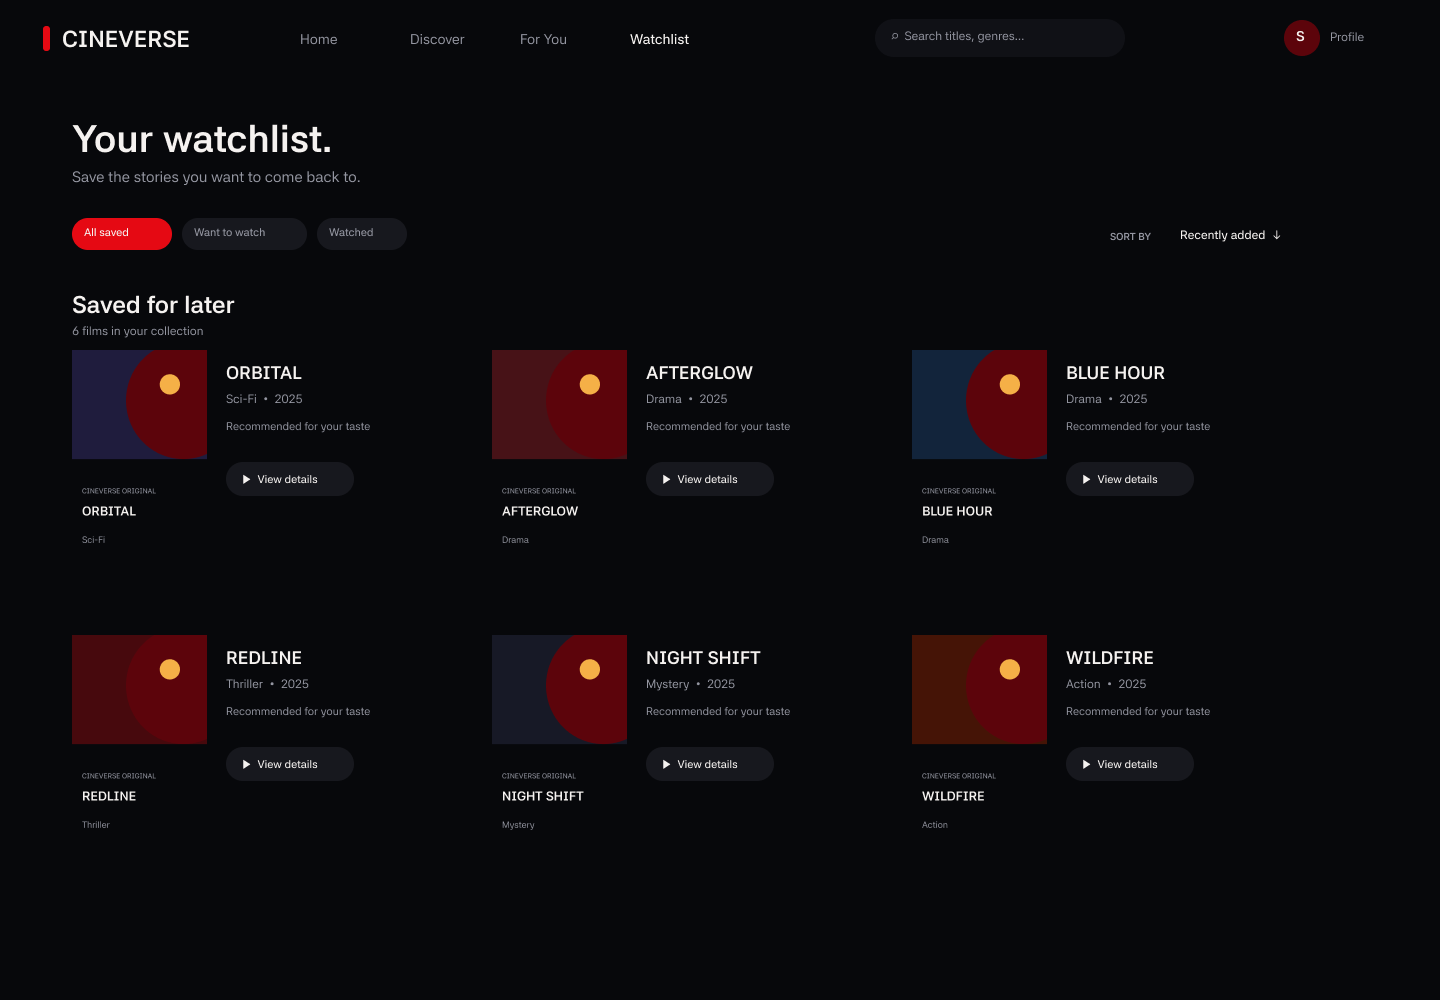 CINEVERSE
Home
Discover
For You
Watchlist
Search titles, genres...
S
Profile
Your watchlist.
Save the stories you want to come back to.
All saved
Want to watch
Watched
SORT BY
Recently added ↓
Saved for later
6 films in your collection
ORBITAL
Sci-Fi • 2025
Recommended for your taste
View details
CINEVERSE ORIGINAL
ORBITAL
Sci-Fi
AFTERGLOW
Drama • 2025
Recommended for your taste
View details
CINEVERSE ORIGINAL
AFTERGLOW
Drama
BLUE HOUR
Drama • 2025
Recommended for your taste
View details
CINEVERSE ORIGINAL
BLUE HOUR
Drama
REDLINE
Thriller • 2025
Recommended for your taste
View details
CINEVERSE ORIGINAL
REDLINE
Thriller
NIGHT SHIFT
Mystery • 2025
Recommended for your taste
View details
CINEVERSE ORIGINAL
NIGHT SHIFT
Mystery
WILDFIRE
Action • 2025
Recommended for your taste
View details
CINEVERSE ORIGINAL
WILDFIRE
Action